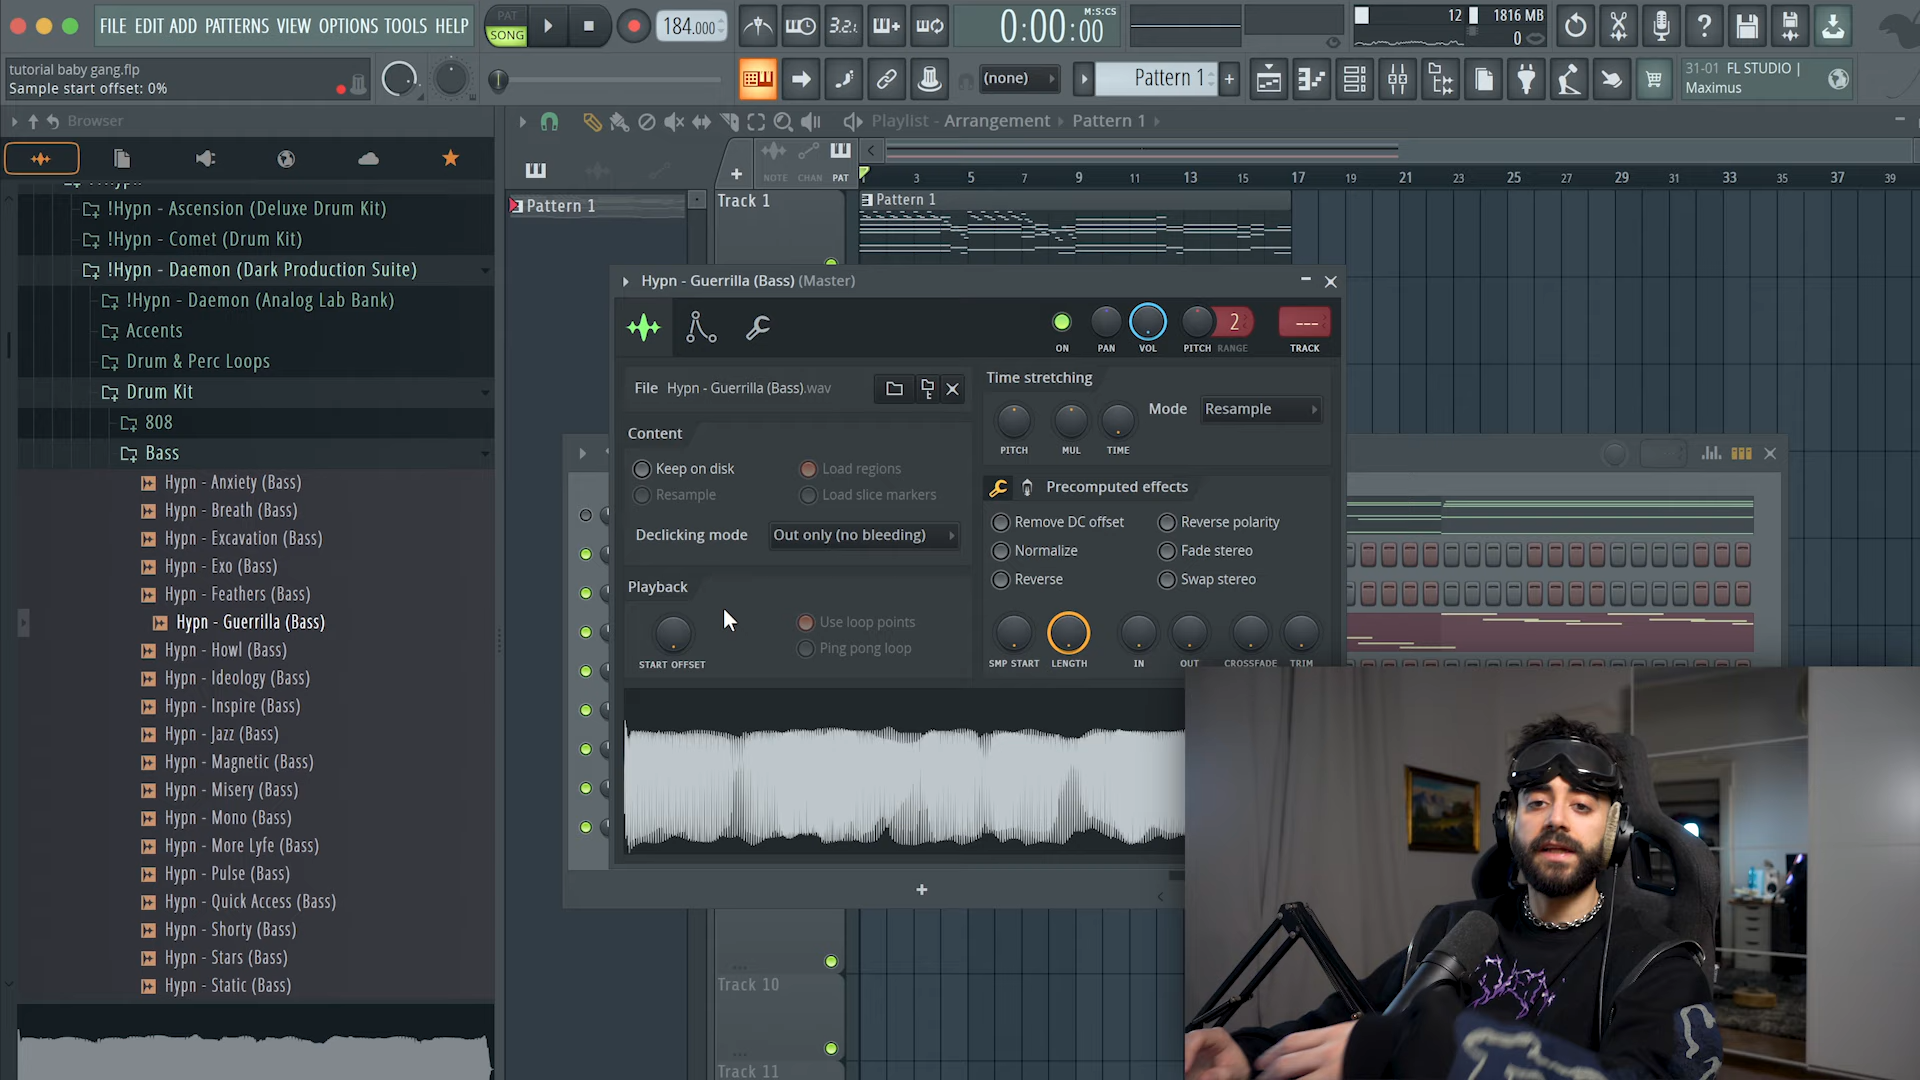 FILE EDIT ADD PATTERNS VIEW OPTIONS TOOLS HELP
PAT
SONG
184.000
3.2.
0:00:00
M:S:CS
12
1816 MB
0
tutorial baby gang.flp
Sample start offset: 0%
(none)
Pattern 1
31-01 FL STUDIO |
Maximus
Browser
Playlist - Arrangement
Pattern 1
NOTE CHAN PAT
3 5 7 9 11 13 15 17 19 21 23 25 27 29 31 33 35 37 39
Pattern 1
Track 1
Pattern 1
!Hypn - Ascension (Deluxe Drum Kit)
!Hypn - Comet (Drum Kit)
!Hypn - Daemon (Dark Production Suite)
!Hypn - Daemon (Analog Lab Bank)
Accents
Drum & Perc Loops
Drum Kit
808
Bass
Hypn - Anxiety (Bass)
Hypn - Breath (Bass)
Hypn - Excavation (Bass)
Hypn - Exo (Bass)
Hypn - Feathers (Bass)
Hypn - Guerrilla (Bass)
Hypn - Howl (Bass)
Hypn - Ideology (Bass)
Hypn - Inspire (Bass)
Hypn - Jazz (Bass)
Hypn - Magnetic (Bass)
Hypn - Misery (Bass)
Hypn - Mono (Bass)
Hypn - More Lyfe (Bass)
Hypn - Pulse (Bass)
Hypn - Quick Access (Bass)
Hypn - Shorty (Bass)
Hypn - Stars (Bass)
Hypn - Static (Bass)
Hypn - Guerrilla (Bass) (Master)
2
---
ON PAN VOL PITCH RANGE TRACK
File Hypn - Guerrilla (Bass).wav
Content
Keep on disk
Load regions
Resample
Load slice markers
Declicking mode Out only (no bleeding)
Playback
START OFFSET
Use loop points
Ping pong loop
Time stretching
Mode Resample
PITCH MUL TIME
Precomputed effects
Remove DC offset
Reverse polarity
Normalize
Fade stereo
Reverse
Swap stereo
SMP START LENGTH IN OUT CROSSFADE TRIM
Track 10
Track 11